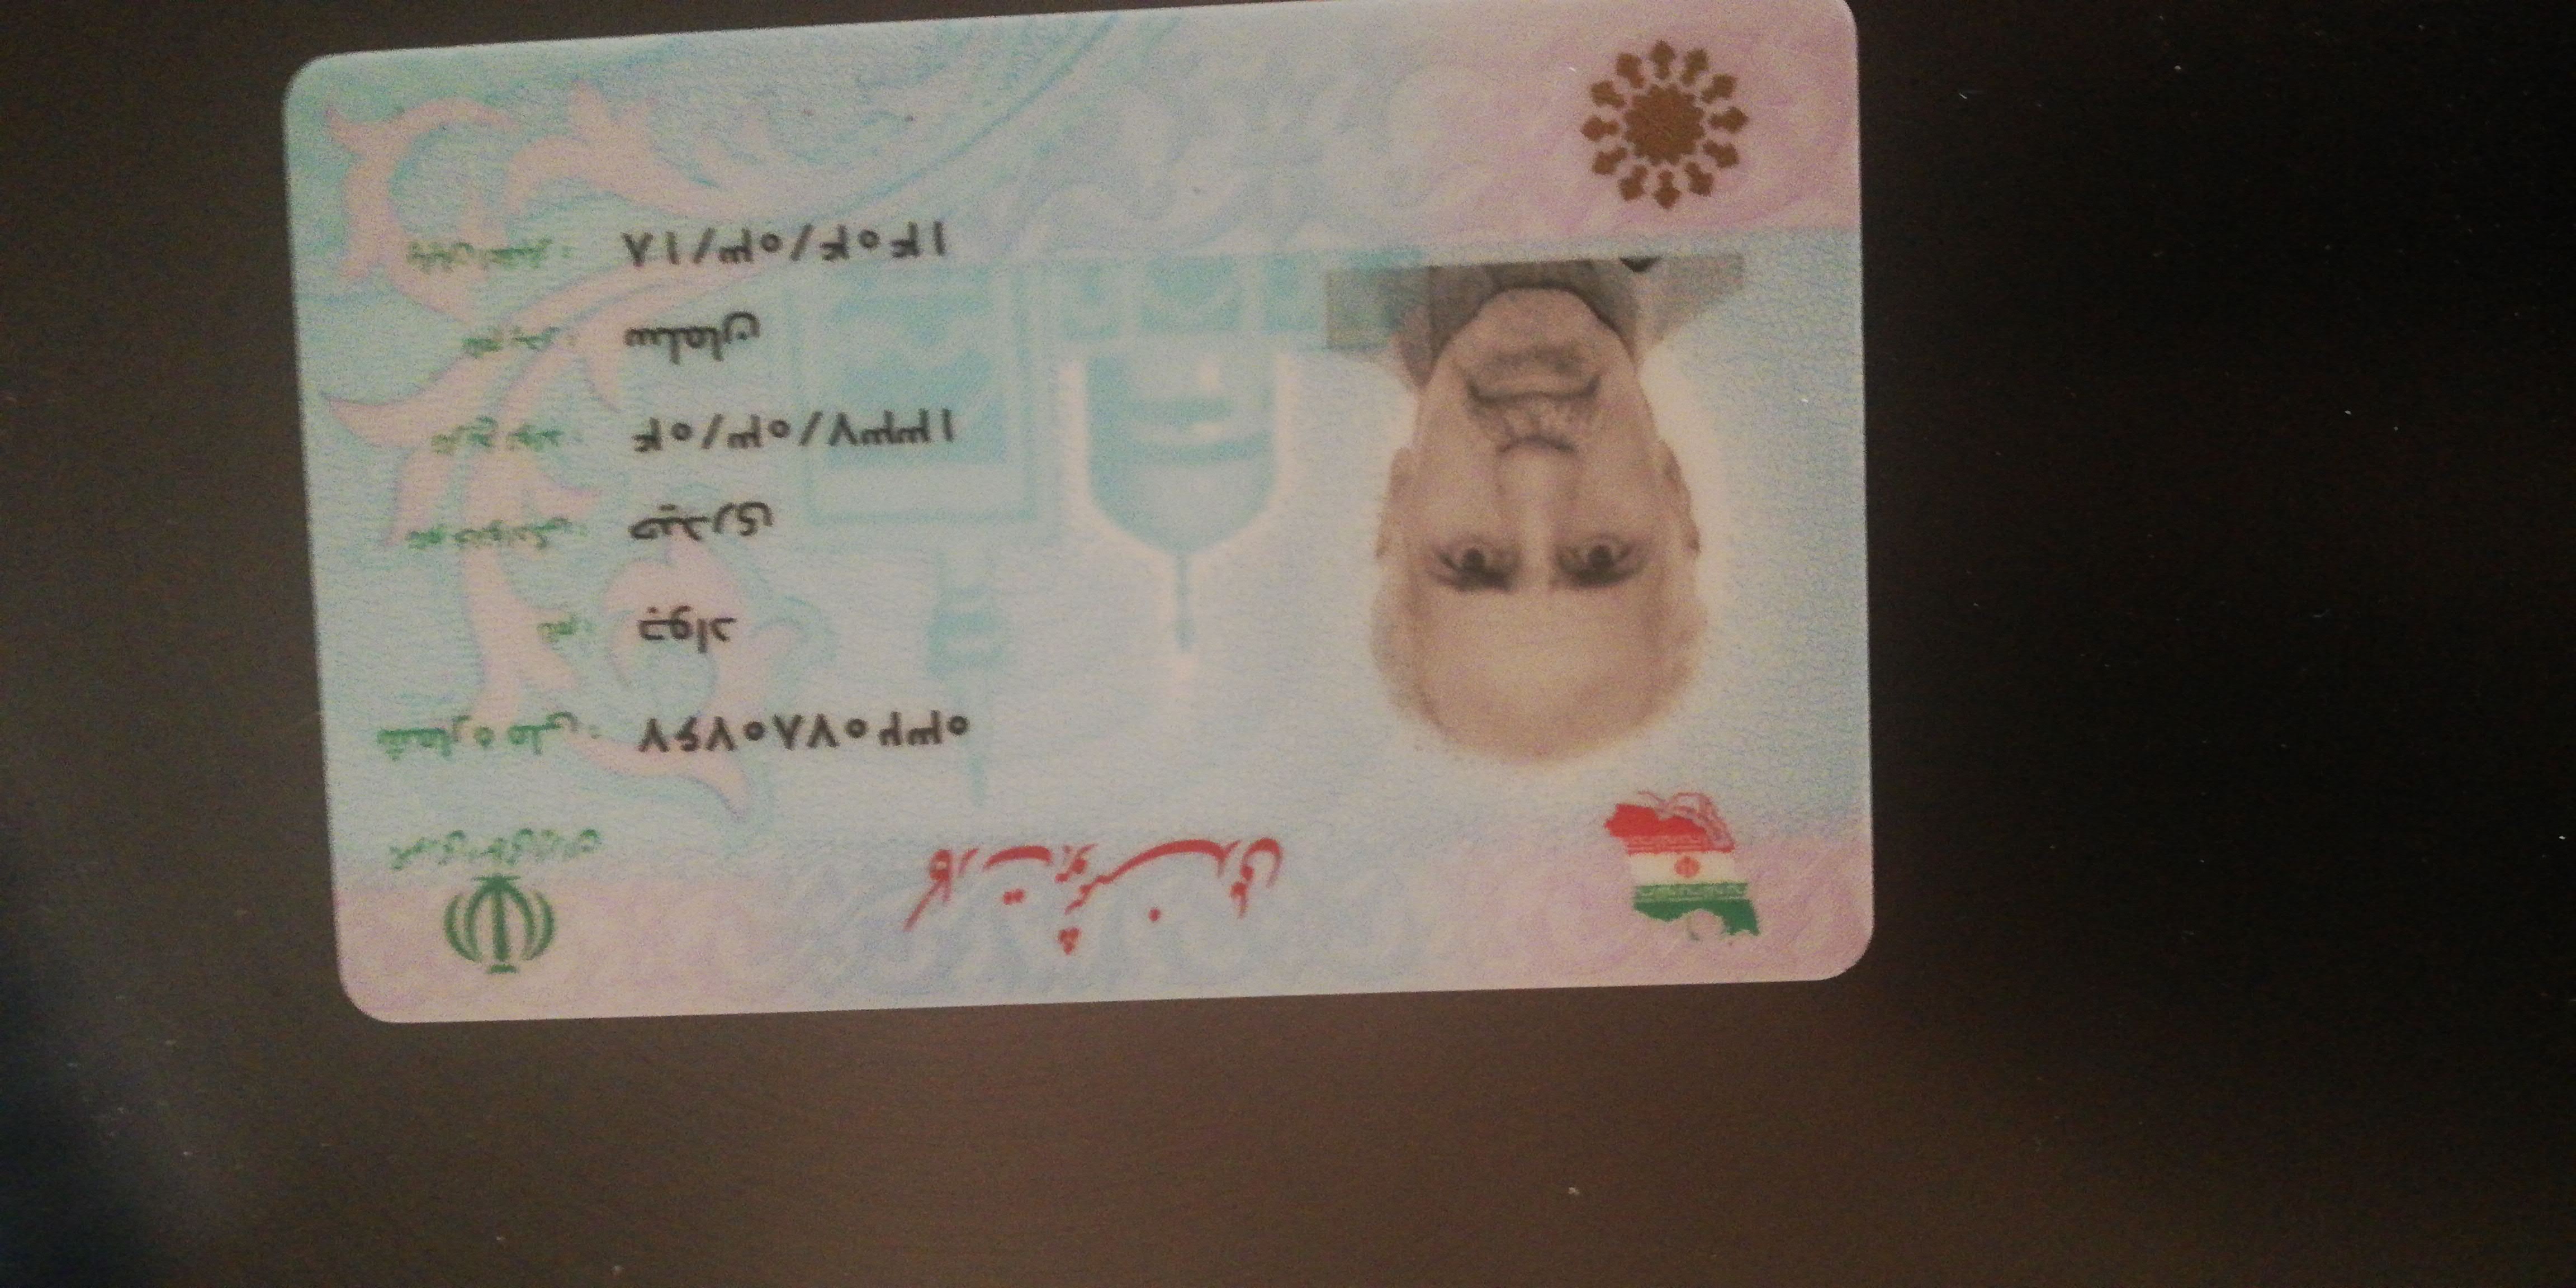 جمهوری اسلامی ایران
کارت هوشمند ملی
شماره ملی: ۰۳۲۰۷۸۰۷۶۷
نام: جواد
نام خانوادگی: حیدری
تاریخ تولد: ۱۳۳۷/۰۳/۰۴
نام پدر: سلمان
پایان اعتبار: ۱۴۰۴/۰۳/۱۸